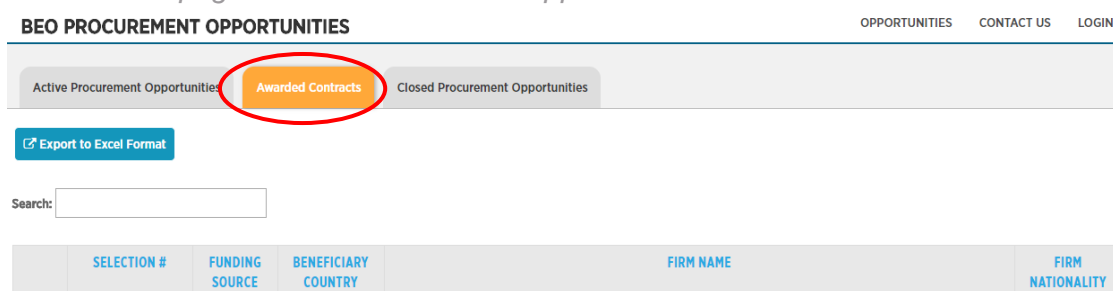 BEO PROCUREMENT OPPORTUNITIES
OPPORTUNITIES CONTACT US LOGIN
Active Procurement Opportunities Awarded Contracts Closed Procurement Opportunities
Export to Excel Format
Search:
SELECTION # FUNDING SOURCE BENEFICIARY COUNTRY FIRM NAME FIRM NATIONALITY